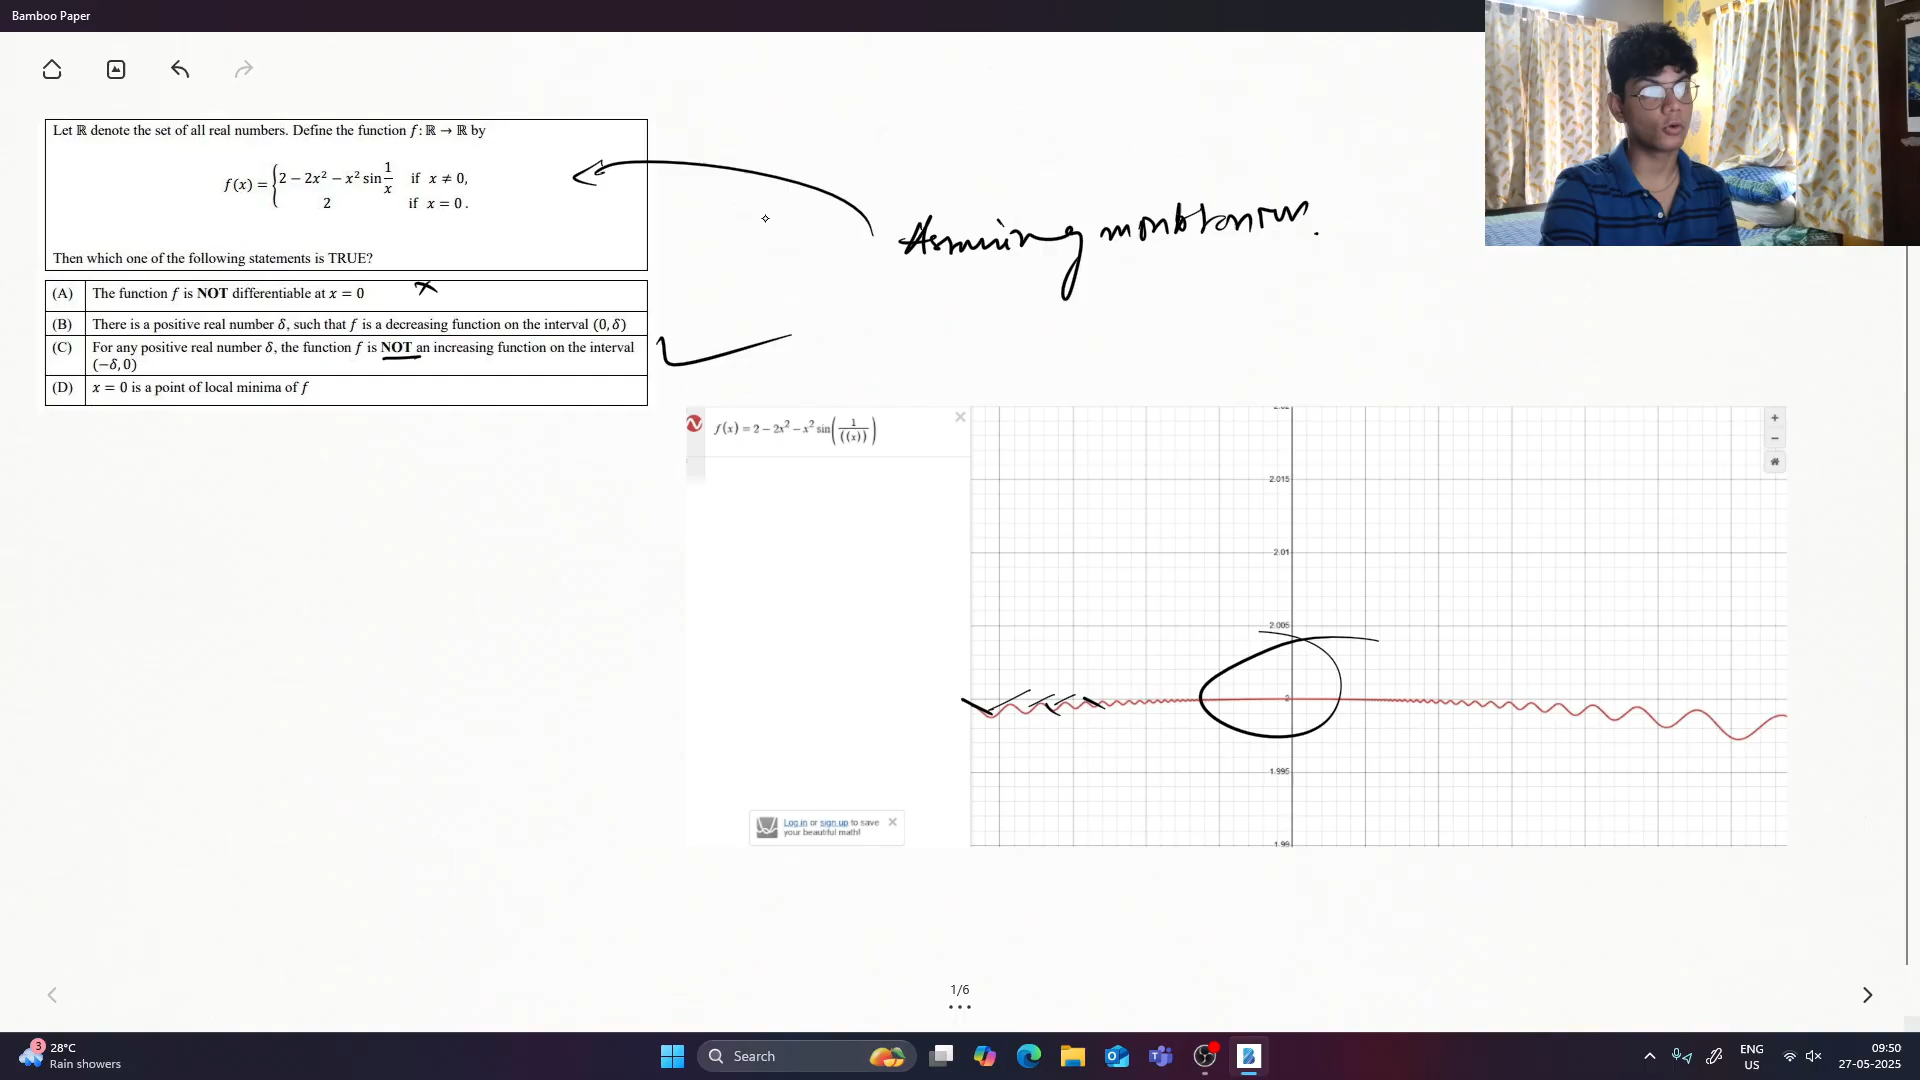 Bamboo Paper
Let ℝ denote the set of all real numbers. Define the function f: ℝ → ℝ by
f(x) = { 2 − 2x² − x² sin 1/x if x ≠ 0,
2 if x = 0.
Then which one of the following statements is TRUE?
(A) The function f is NOT differentiable at x = 0
(B) There is a positive real number δ, such that f is a decreasing function on the interval (0, δ)
(C) For any positive real number δ, the function f is NOT an increasing function on the interval
(−δ, 0)
(D) x = 0 is a point of local minima of f
Assuming
f(x) = 2 − 2x² − x² sin(1/((x)))
2.02
2.015
2.01
2.005
2
1.995
1.99
Log in or sign up to save
your beautiful math!
1/6
3
28°C
Rain showers
Search
ENG
US
09:50
27-05-2025